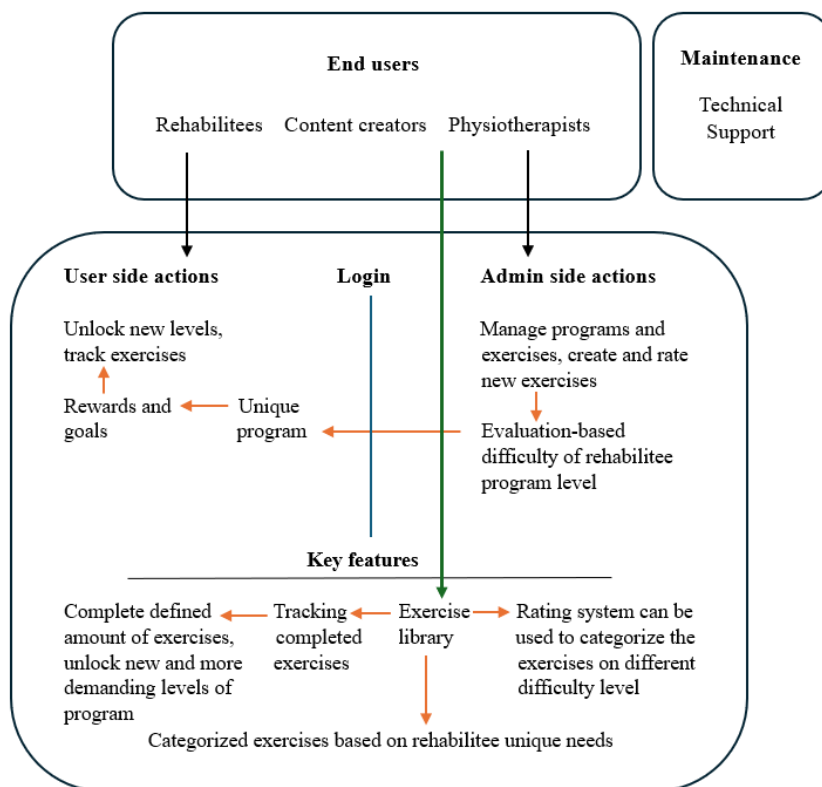 End users
Rehabilitees Content creators Physiotherapists
Maintenance
Technical
Support
User side actions
Unlock new levels,
track exercises
Rewards and
goals
Unique
program
Login
Admin side actions
Manage programs and
exercises, create and rate
new exercises
Evaluation-based
difficulty of rehabilitee
program level
Key features
Complete defined
amount of exercises,
unlock new and more
demanding levels of
program
Tracking
completed
exercises
Exercise
library
Rating system can be
used to categorize the
exercises on different
difficulty level
Categorized exercises based on rehabilitee unique needs